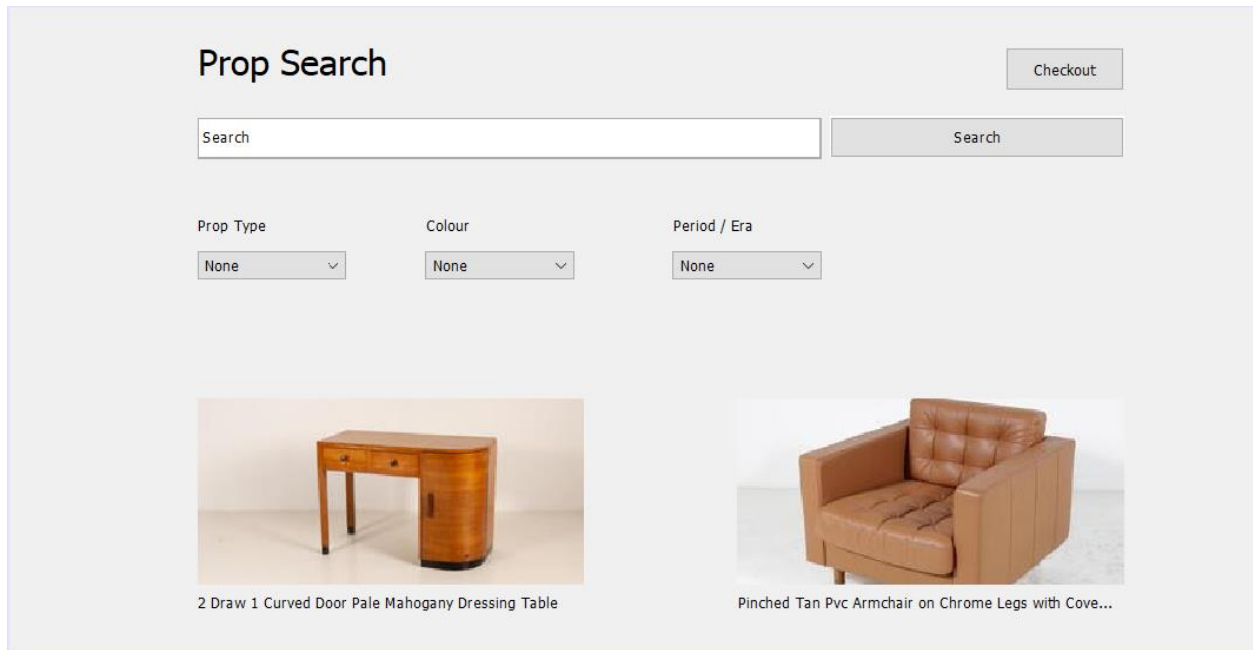 Prop Search
Checkout
Search
Search
Prop Type
Colour
Period / Era
None
None
None
2 Draw 1 Curved Door Pale Mahogany Dressing Table
Pinched Tan Pvc Armchair on Chrome Legs with Cove...